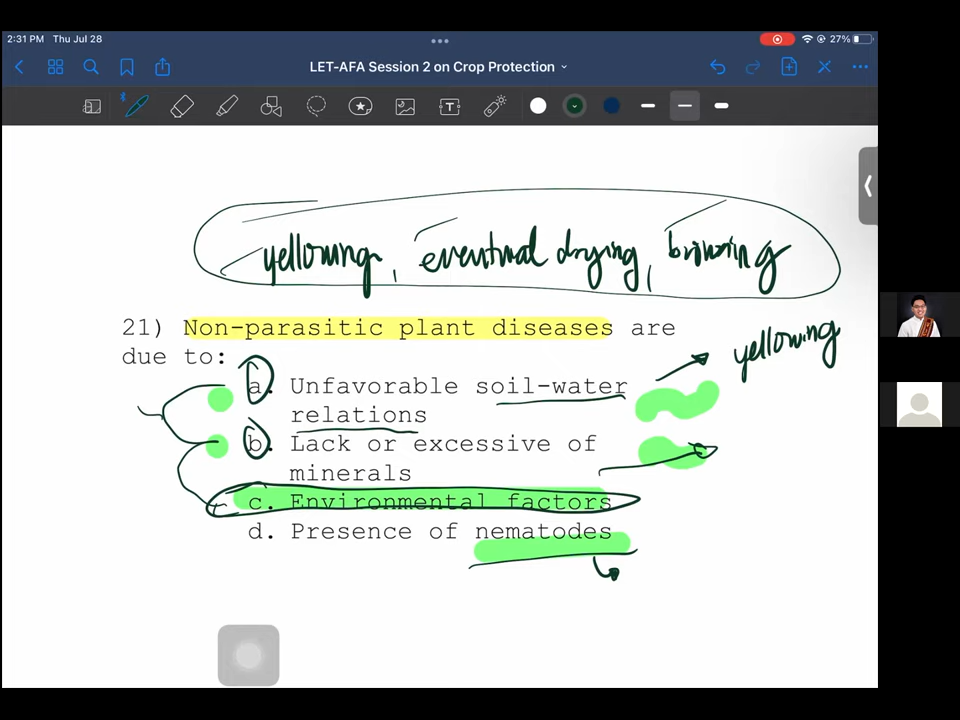 2:31 PM Thu Jul 28
27%
LET-AFA Session 2 on Crop Protection
T
yellowing, eventual drying, browning
21) Non-parasitic plant diseases are
due to:
yellowing
a. Unfavorable soil-water
relations
b. Lack or excessive of
minerals
c. Environmental factors
d. Presence of nematodes